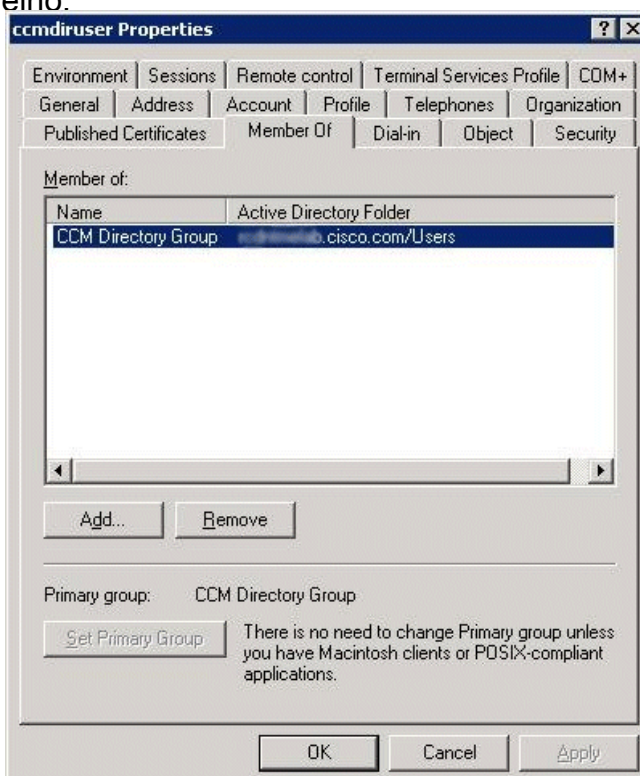 ccmdiruser Properties
Environment Sessions Remote control Terminal Services Profile COM+
General Address Account Profile Telephones Organization
Published Certificates Member Of Dial-in Object Security
Member of:
Name Active Directory Folder
CCM Directory Group .cisco.com/Users
Add... Remove
Primary group: CCM Directory Group
Set Primary Group
There is no need to change Primary group unless
you have Macintosh clients or POSIX-compliant
applications.
OK Cancel Apply